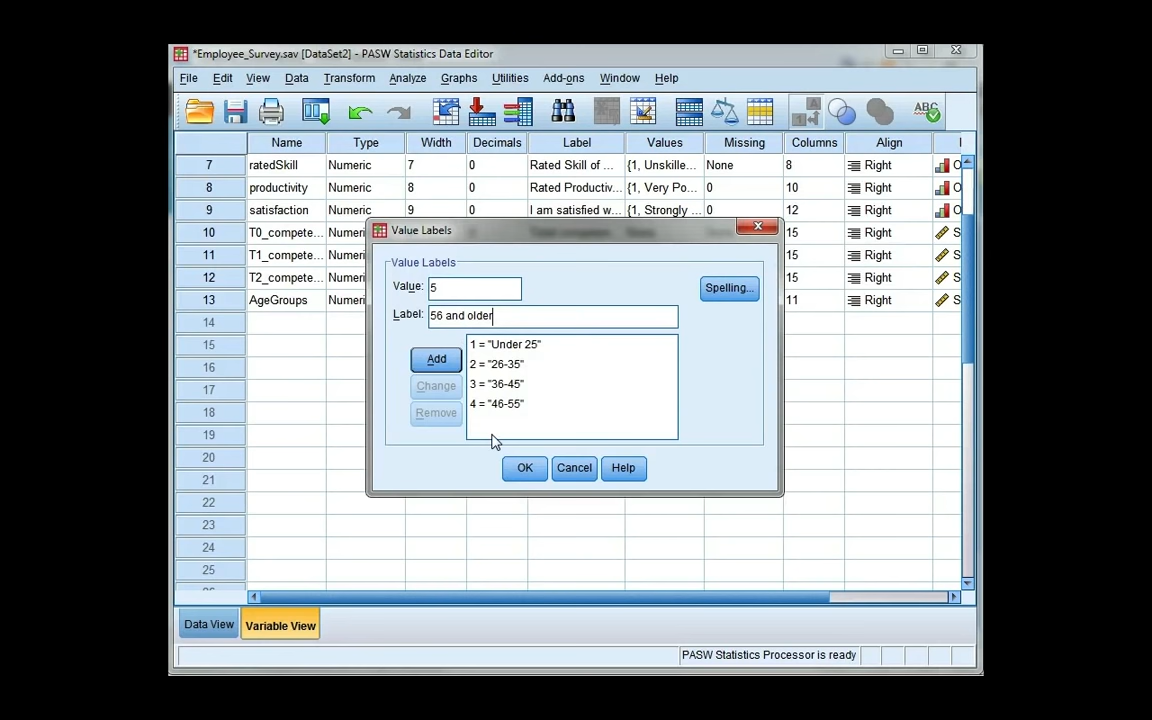 *Employee_Survey.sav [DataSet2] - PASW Statistics Data Editor
File Edit View Data Transform Analyze Graphs Utilities Add-ons Window Help
Name Type Width Decimals Label Values Missing Columns Align
7 ratedSkill Numeric 7 0 Rated Skill of ... {1, Unskille... None 8 Right O
8 productivity Numeric 8 0 Rated Productiv... {1, Very Po... 0 10 Right O
9 satisfaction Numeric 9 0 I am satisfied w... {1, Strongly ... 0 12 Right O
10 T0_compete... Numeri 15 Right S
11 T1_compete... Numeri 15 Right S
12 T2_compete... Numeri 15 Right S
13 AgeGroups Numeri 11 Right S
14
15
16
17
18
19
20
21
22
23
24
25
Value Labels
Value Labels
Value: 5
Spelling...
Label: 56 and older
Add
Change
Remove
1 = "Under 25"
2 = "26-35"
3 = "36-45"
4 = "46-55"
OK Cancel Help
Data View Variable View
PASW Statistics Processor is ready
ABC